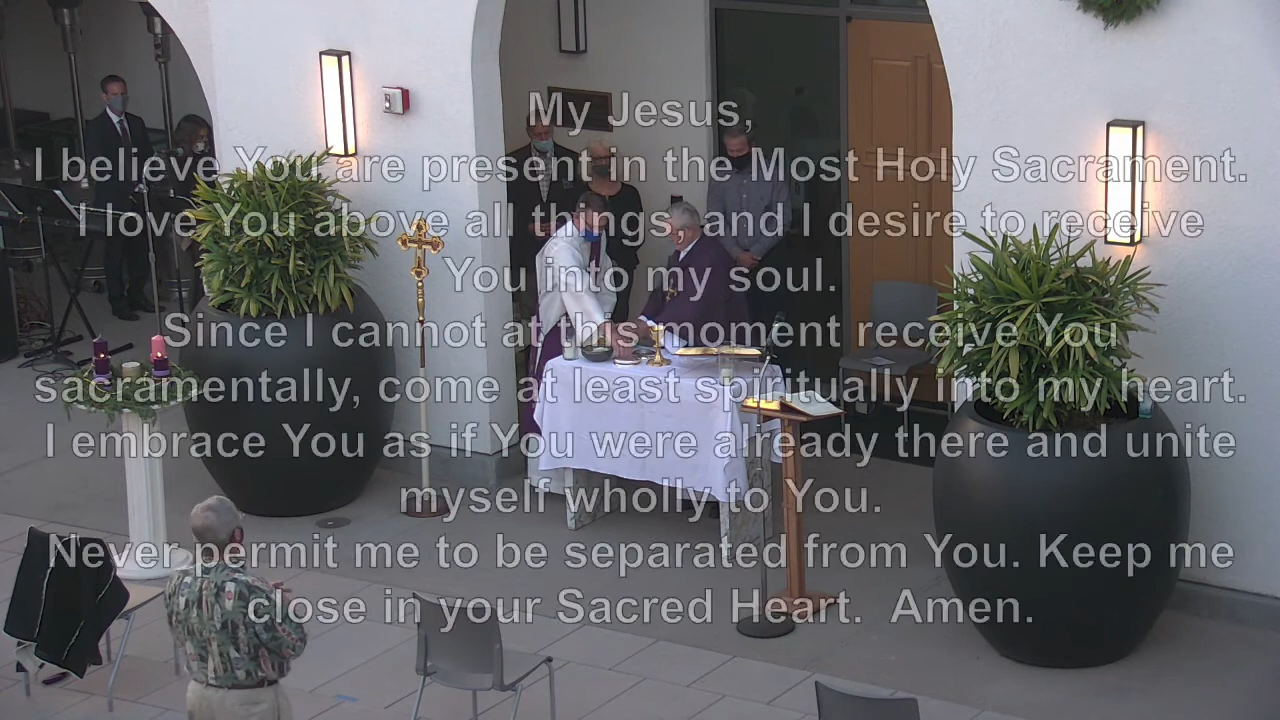 My Jesus,
I believe You are present in the Most Holy Sacrament.
I love You above all things, and I desire to receive
You into my soul.
Since I cannot at this moment receive You
sacramentally, come at least spiritually into my heart.
I embrace You as if You were already there and unite
myself wholly to You.
Never permit me to be separated from You. Keep me
close in your Sacred Heart.  Amen.